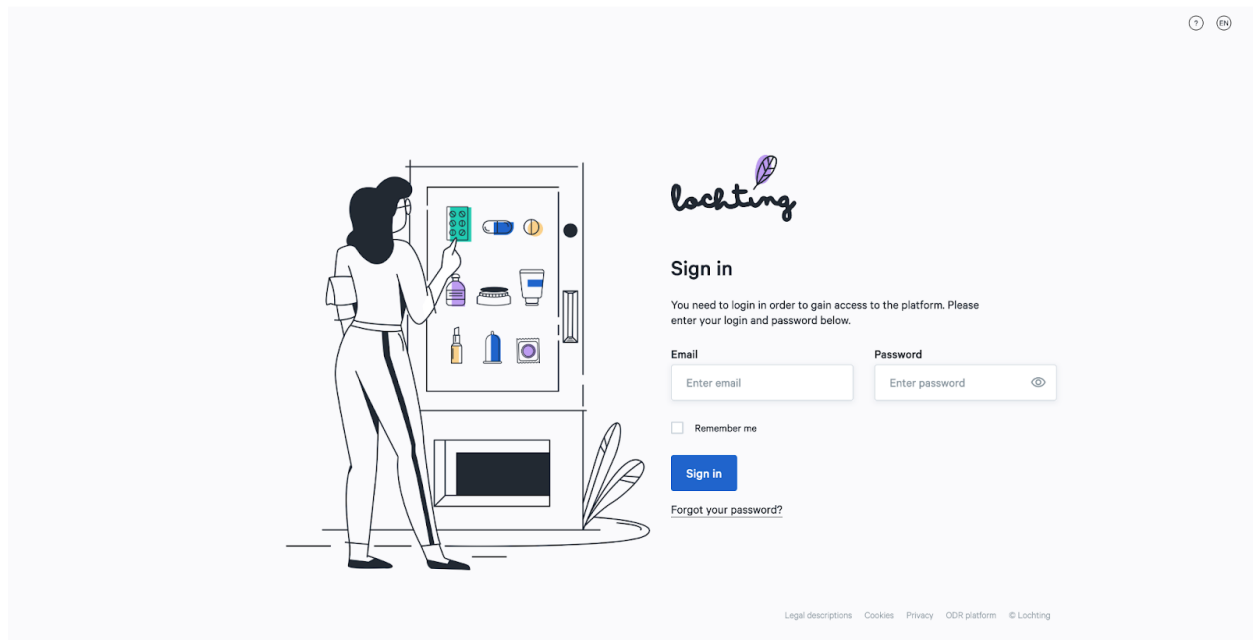 ?
EN
lochting
Sign in
You need to login in order to gain access to the platform. Please
enter your login and password below.
Email
Password
Enter email
Enter password
Remember me
Sign in
Forgot your password?
Legal descriptions Cookies Privacy ODR platform © Lochting